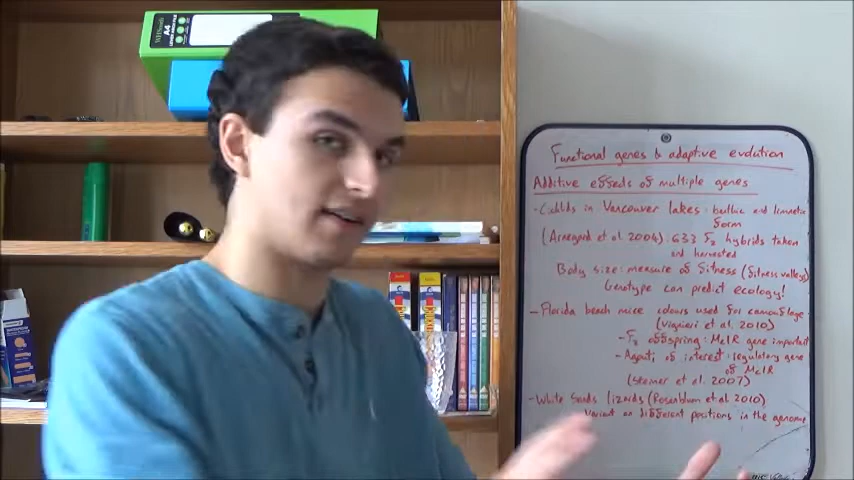 A4
Functional genes & adaptive evolution
Additive effects of multiple genes
- Cichlids in Vancouver lakes: benthic and limnetic
form
(Arnegard et al. 2004): 633 F2 hybrids taken
and harvested
Body size: measure of fitness (fitness valleys)
Genotype can predict ecology!
- Florida beach mice colours used for camouflage
(Vignieri et al. 2010)
- F2 offspring: Mc1R gene important
- Agouti of interest: regulatory gene
of Mc1R
(Steiner et al. 2007)
- White Sands lizards (Rosenblum et al. 2010)
Variant on different positions in the genome